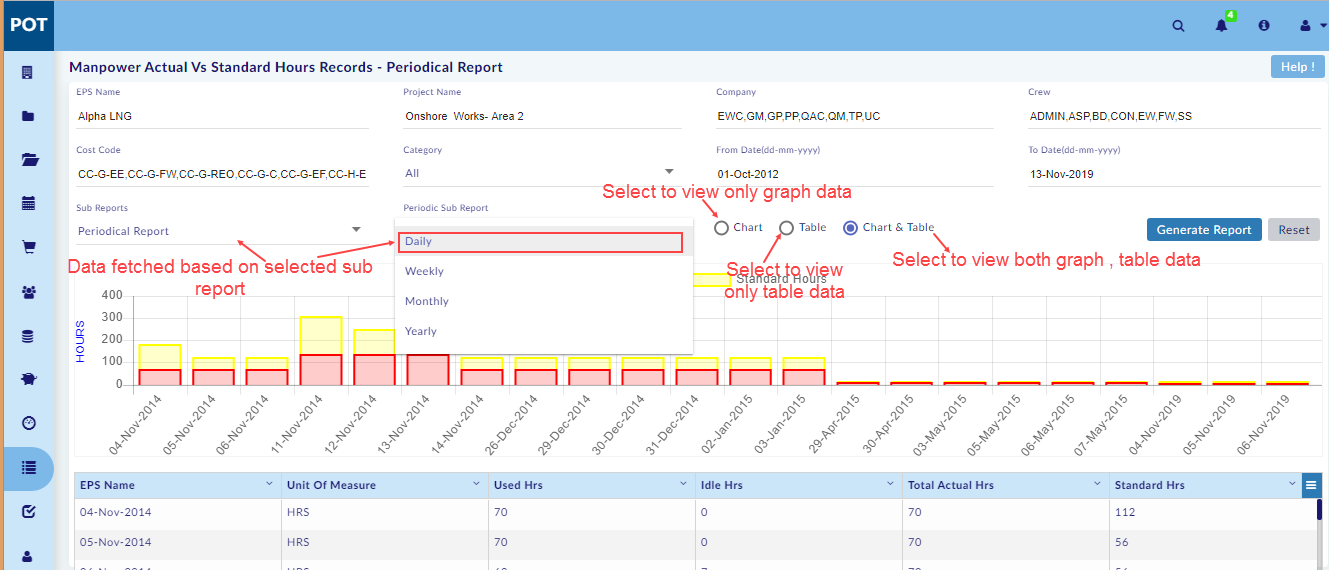 POT
4
Manpower Actual Vs Standard Hours Records - Periodical Report
Help !
EPS Name
Project Name
Company
Crew
Alpha LNG
Onshore Works- Area 2
EWC,GM,GP,PP,QAC,QM,TP,UC
ADMIN,ASP,BD,CON,EW,FW,SS
Cost Code
Category
From Date(dd-mm-yyyy)
To Date(dd-mm-yyyy)
CC-G-EE,CC-G-FW,CC-G-REO,CC-G-C,CC-G-EF,CC-H-E
All
01-Oct-2012
13-Nov-2019
Select to view only graph data
Sub Reports
Periodic Sub Report
Periodical Report
Chart
Table
Chart & Table
Generate Report
Reset
Daily
Weekly
Monthly
Yearly
Data fetched based on selected sub
report
Select to view
only table data
Select to view both graph , table data
Standard Hours
HOURS
400
300
200
100
0
04-Nov-2014
05-Nov-2014
06-Nov-2014
11-Nov-2014
12-Nov-2014
13-Nov-2014
14-Nov-2014
26-Dec-2014
29-Dec-2014
30-Dec-2014
31-Dec-2014
02-Jan-2015
03-Jan-2015
29-Apr-2015
30-Apr-2015
03-May-2015
05-May-2015
06-May-2015
07-May-2015
04-Nov-2019
05-Nov-2019
06-Nov-2019
EPS Name
Unit Of Measure
Used Hrs
Idle Hrs
Total Actual Hrs
Standard Hrs
04-Nov-2014
HRS
70
0
70
112
05-Nov-2014
HRS
70
0
70
56